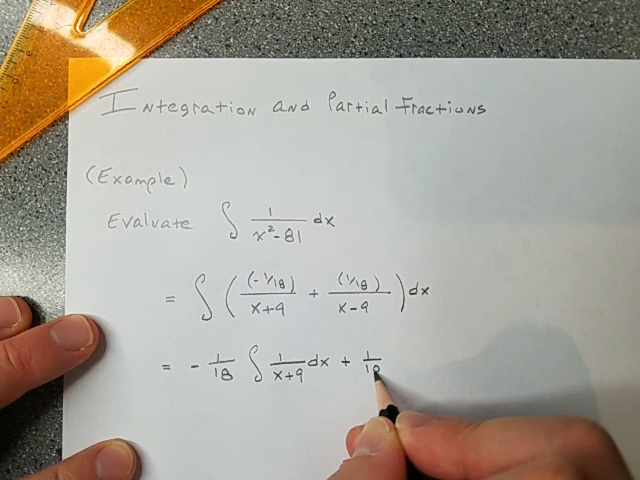 Integration and Partial Fractions
(Example)
Evaluate ∫ 1/(x²-81) dx
= ∫ ( (-1/18)/(x+9) + (1/18)/(x-9) ) dx
= - 1/18 ∫ 1/(x+9) dx + 1/18